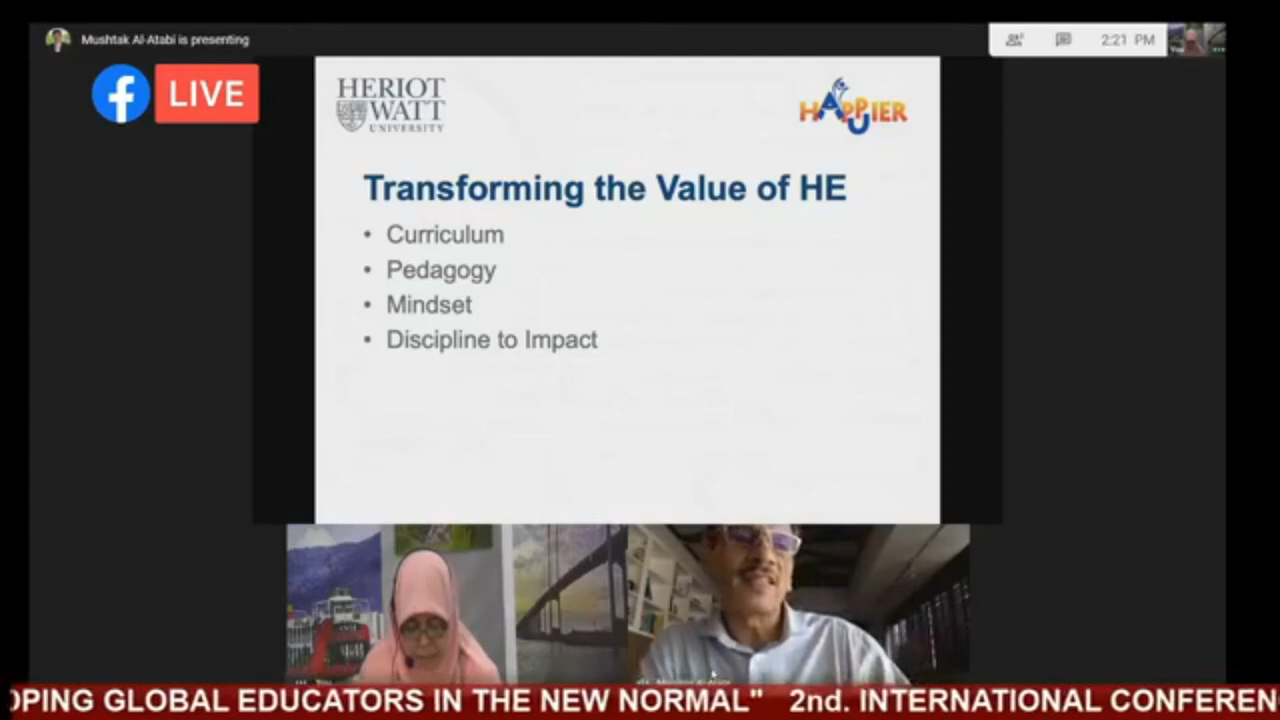 Mushtak Al-Atabi is presenting
2:21 PM
LIVE
HERIOT
WATT
UNIVERSITY
HAPPIER
U
Transforming the Value of HE
• Curriculum
• Pedagogy
• Mindset
• Discipline to Impact
OPING GLOBAL EDUCATORS IN THE NEW NORMAL" 2nd. INTERNATIONAL CONFEREN